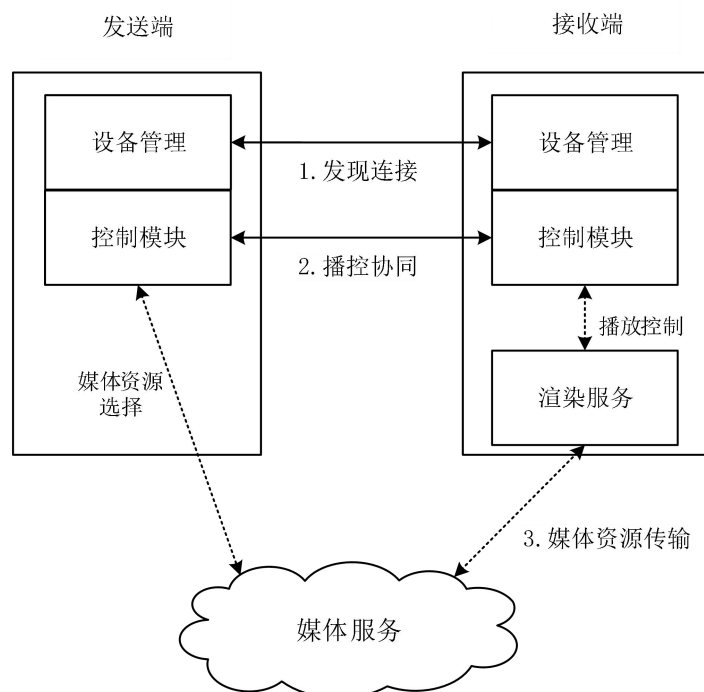 发送端
接收端
设备管理
设备管理
1.发现连接
控制模块
控制模块
2.播控协同
播放控制
媒体资源
选择
渲染服务
3.媒体资源传输
媒体服务